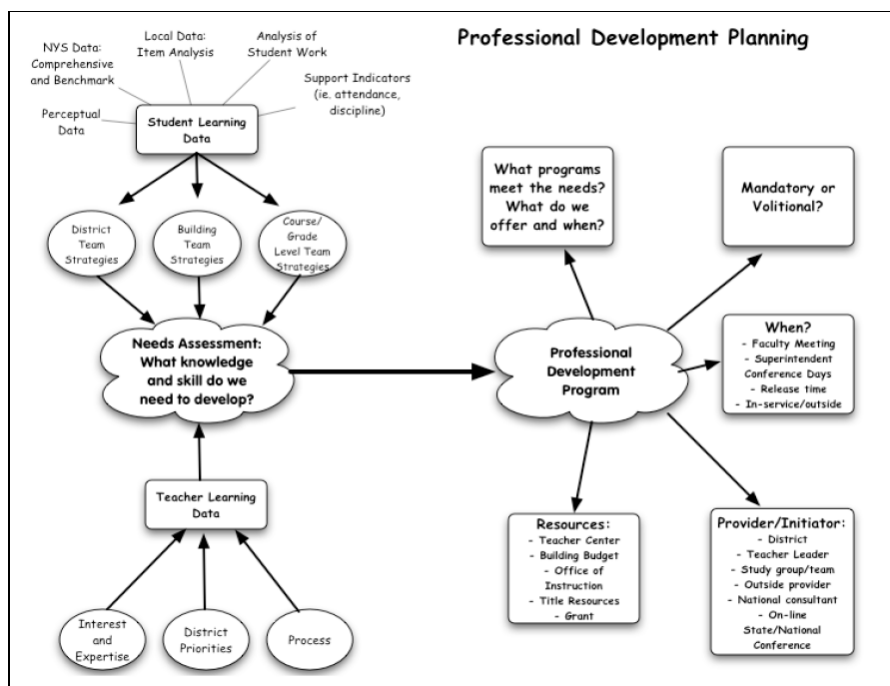 Professional Development Planning
NYS Data:
Comprehensive
and Benchmark
Local Data:
Item Analysis
Analysis of
Student Work
Support Indicators
(ie. attendance,
discipline)
Perceptual
Data
Student Learning
Data
District
Team
Strategies
Building
Team
Strategies
Course/
Grade
Level Team
Strategies
Needs Assessment:
What knowledge
and skill do we
need to develop?
Teacher Learning
Data
Interest
and
Expertise
District
Priorities
Process
What programs
meet the needs?
What do we
offer and when?
Mandatory or
Volitional?
Professional
Development
Program
When?
- Faculty Meeting
- Superintendent
Conference Days
- Release time
- In-service/outside
Resources:
- Teacher Center
- Building Budget
- Office of
Instruction
- Title Resources
- Grant
Provider/Initiator:
- District
- Teacher Leader
- Study group/team
- Outside provider
- National consultant
- On-line
State/National
Conference